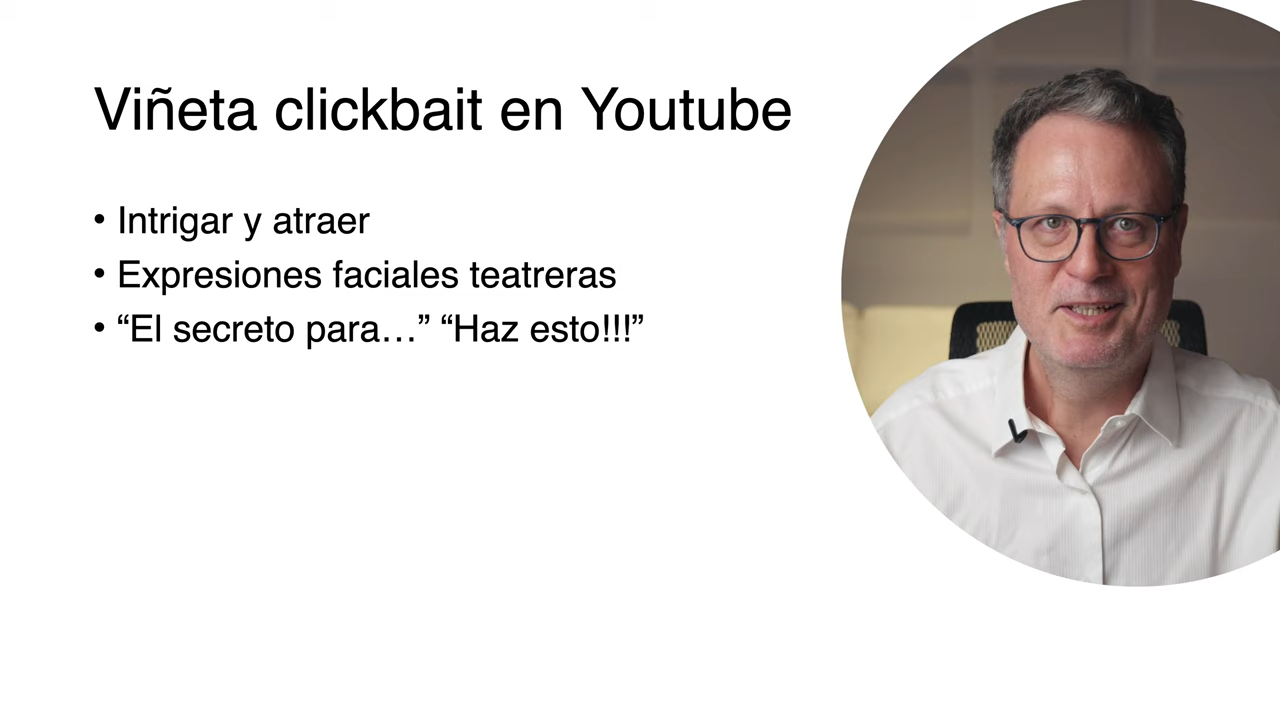 Viñeta clickbait en Youtube
• Intrigar y atraer
• Expresiones faciales teatreras
• “El secreto para…” “Haz esto!!!”